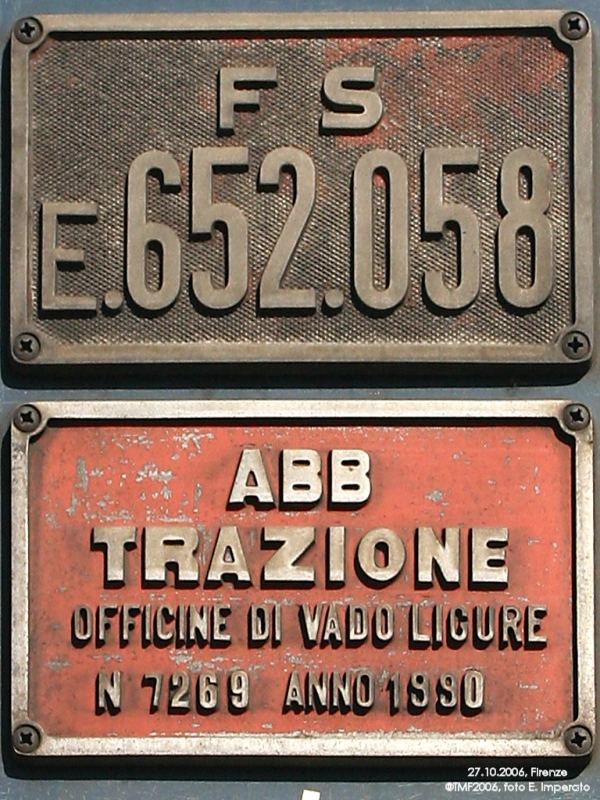 FS
E.652.058
ABB
TRAZIONE
OFFICINE DI VADO LIGURE
N 7269 ANNO 1990
27.10.2006, Firenze
©TMF2006, foto E. Imperato